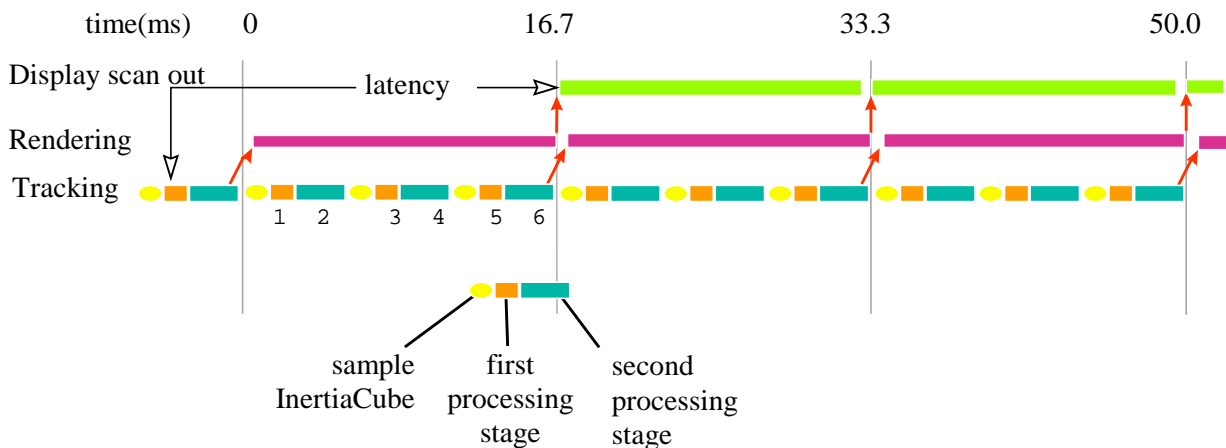 time(ms) 0 16.7 33.3 50.0
Display scan out
latency
Rendering
Tracking
1 2 3 4 5 6
sample
InertiaCube
first
processing
stage
second
processing
stage